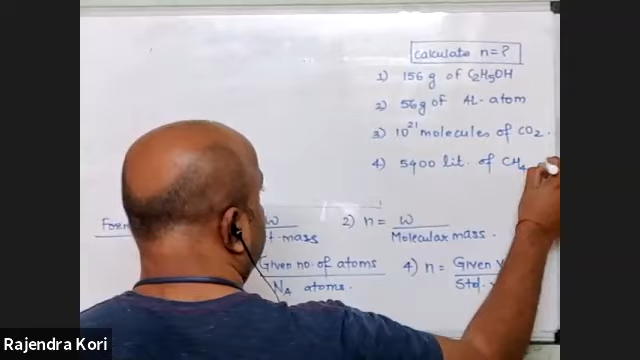 Calculate n=?
1) 156 g of C2H5OH
2) 56g of Al-atom
3) 10^21 molecules of CO2.
4) 5400 lit. of CH4
W 2) n = W
mass Molecular mass.
Given no. of atoms 4) n = Given
NA atoms. Std.
Rajendra Kori